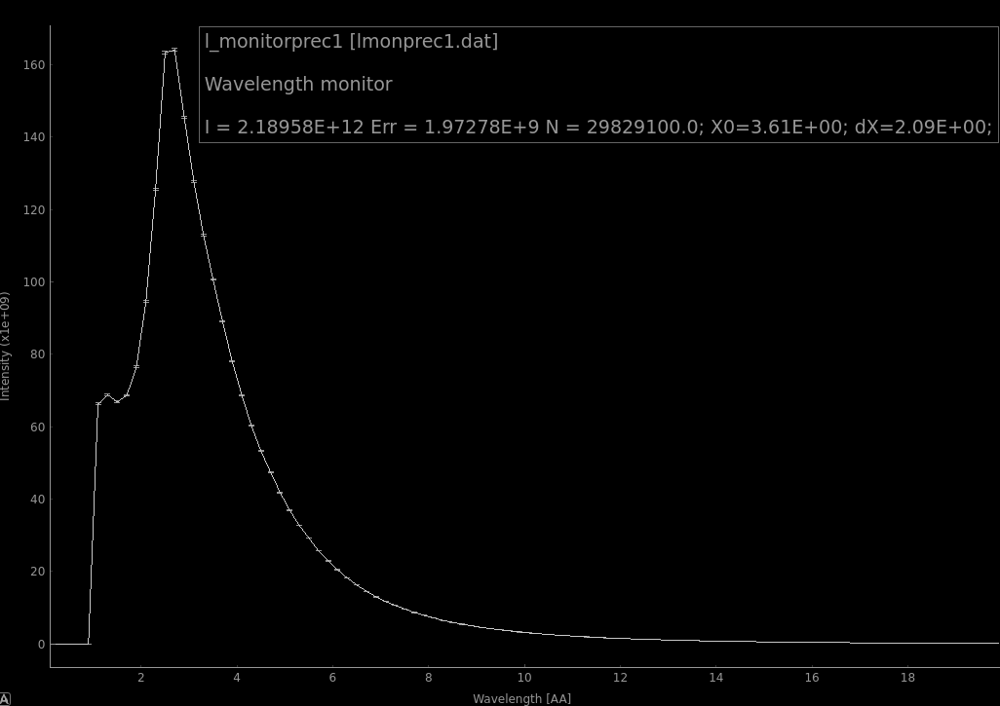 l_monitorprec1 [lmonprec1.dat]
Wavelength monitor
I = 2.18958E+12 Err = 1.97278E+9 N = 29829100.0; X0=3.61E+00; dX=2.09E+00;
160
140
120
100
80
60
40
20
0
Intensity (x1e+09)
2 4 6 8 10 12 14 16 18
Wavelength [AA]
A